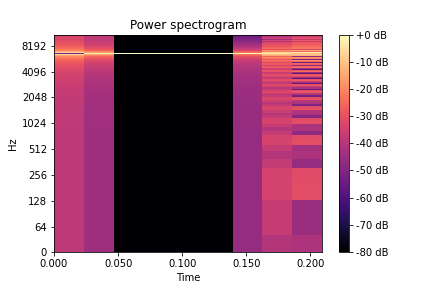 Power spectrogram
8192
4096
2048
1024
512
256
128
64
0
Hz
0.000 0.050 0.100 0.150 0.200
Time
+0 dB
-10 dB
-20 dB
-30 dB
-40 dB
-50 dB
-60 dB
-70 dB
-80 dB